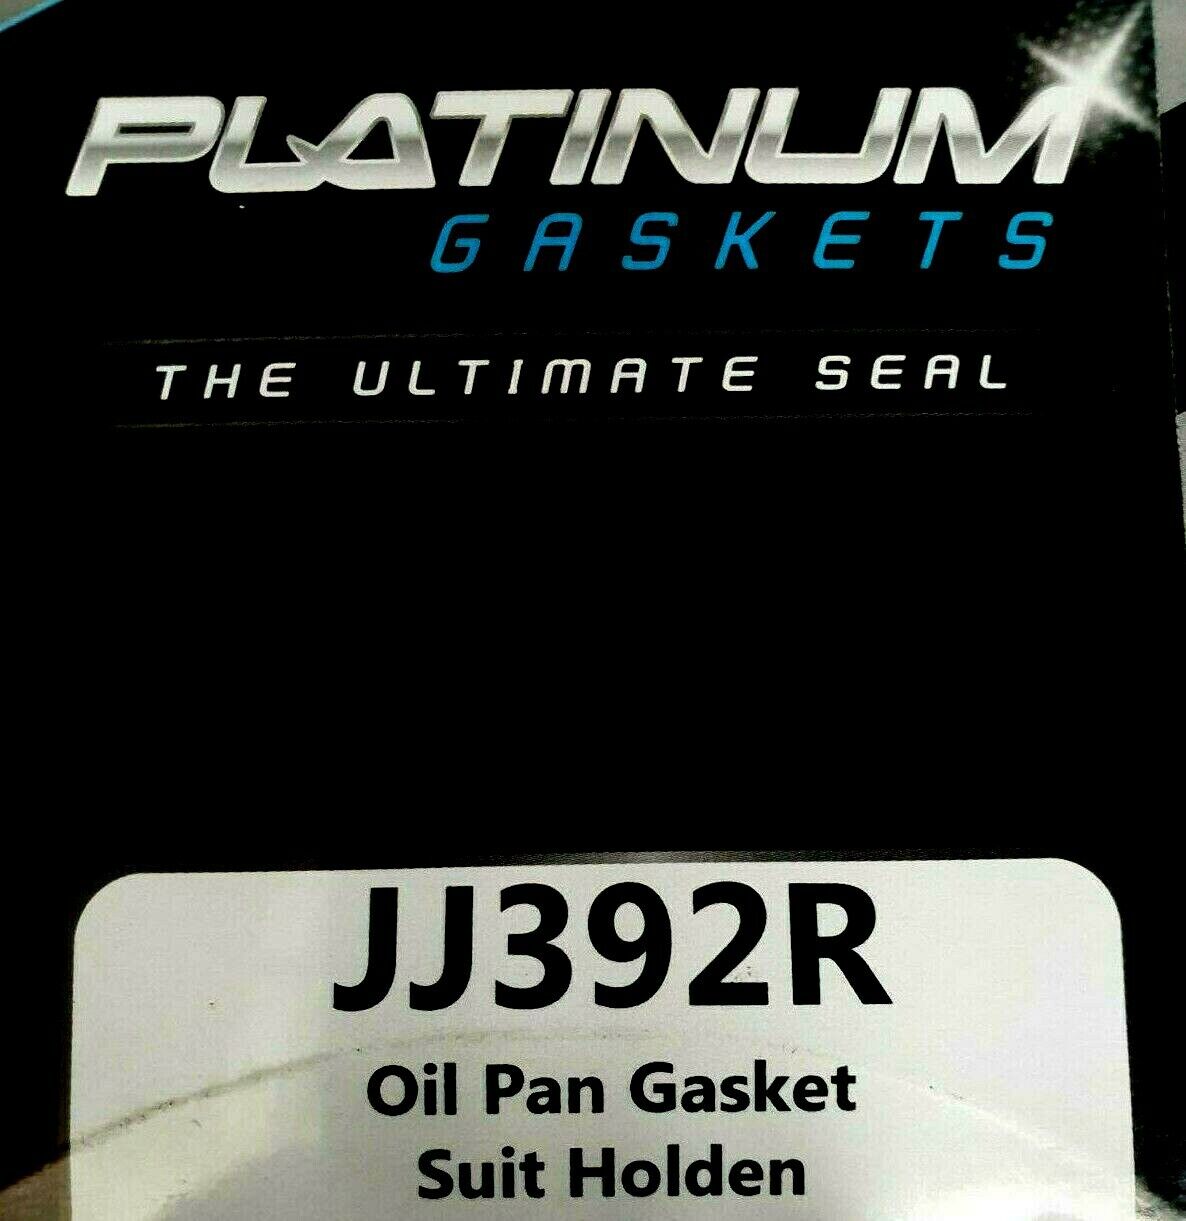 PLATINUM
GASKETS
THE ULTIMATE SEAL
JJ392R
Oil Pan Gasket
Suit Holden